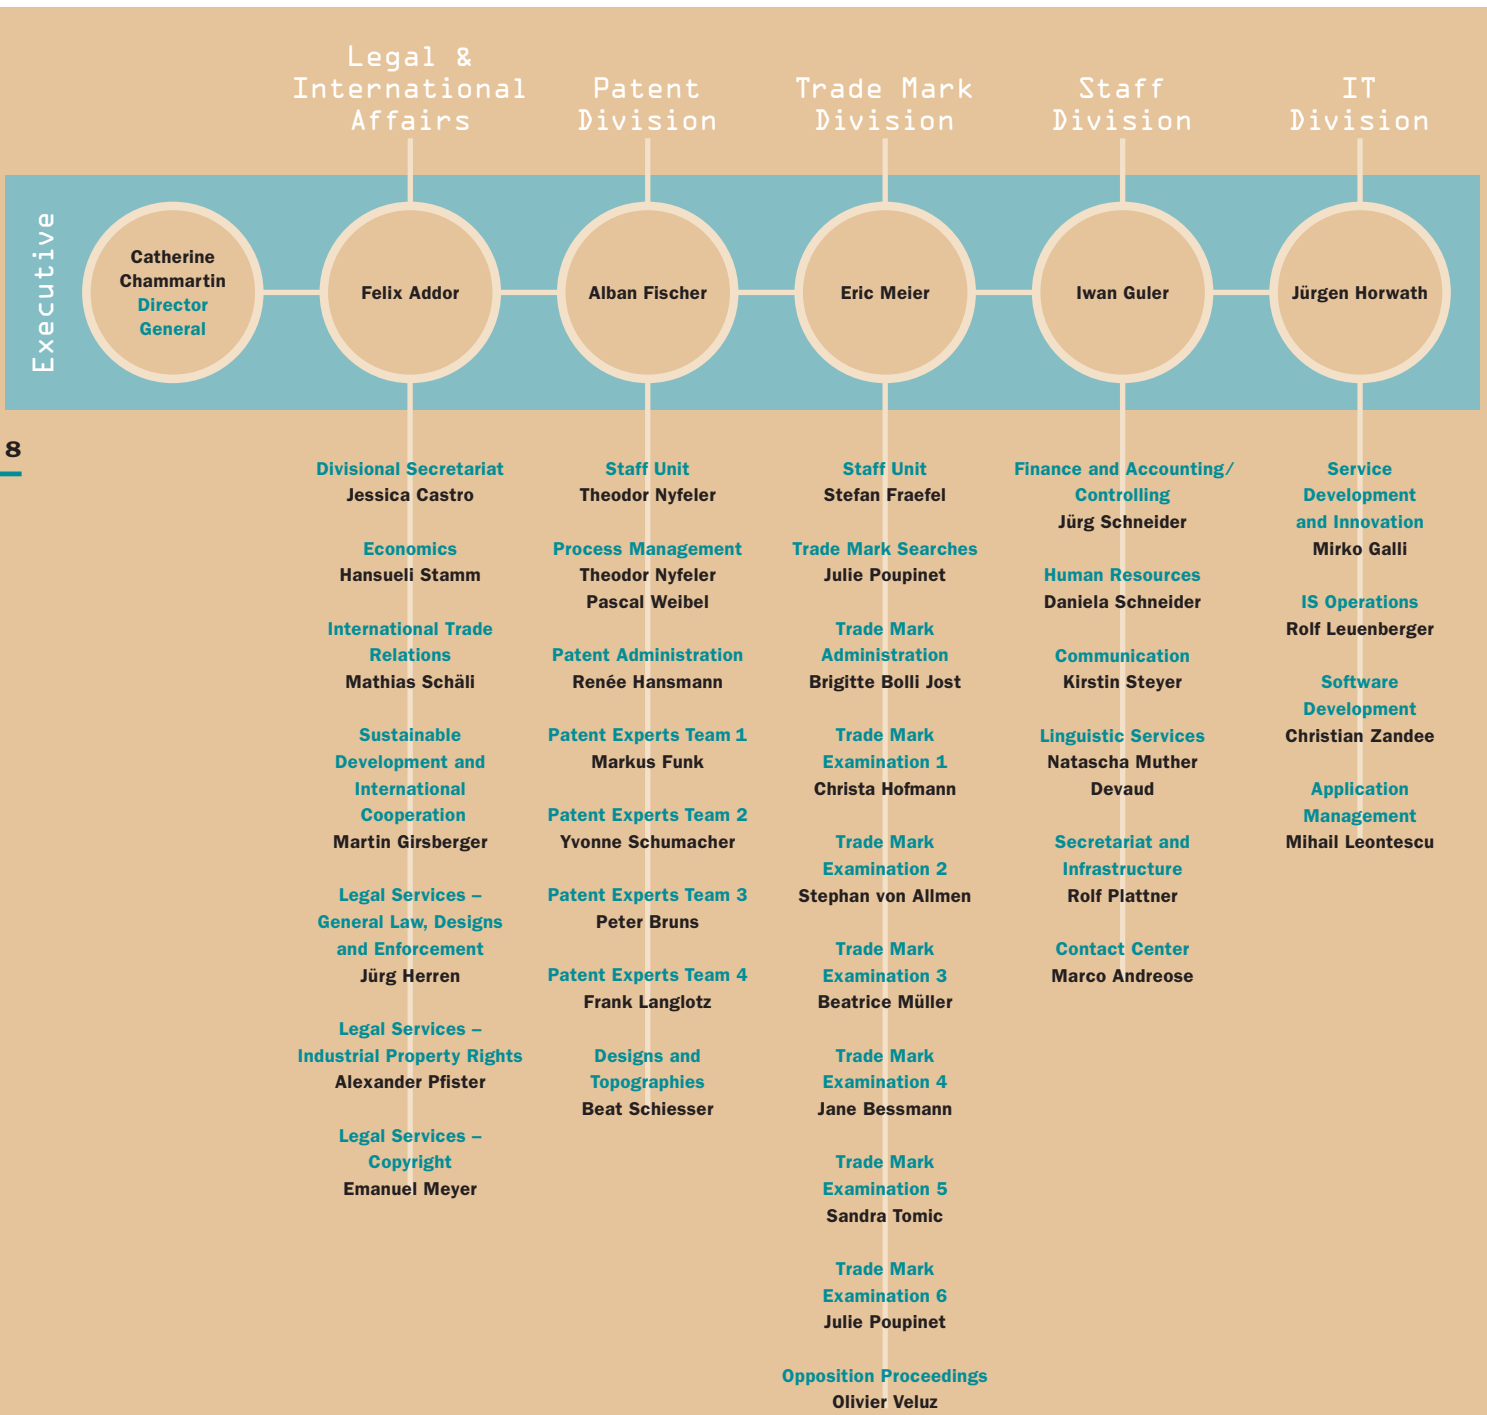 Legal &
International
Affairs
Patent
Division
Trade Mark
Division
Staff
Division
IT
Division
Executive
Catherine
Chammartin
Director
General
Felix Addor
Alban Fischer
Eric Meier
Iwan Guler
Jürgen Horwath
8
Divisional Secretariat
Jessica Castro
Economics
Hansueli Stamm
International Trade
Relations
Mathias Schäli
Sustainable
Development and
International
Cooperation
Martin Girsberger
Legal Services –
General Law, Designs
and Enforcement
Jürg Herren
Legal Services –
Industrial Property Rights
Alexander Pfister
Legal Services –
Copyright
Emanuel Meyer
Staff Unit
Theodor Nyfeler
Process Management
Theodor Nyfeler
Pascal Weibel
Patent Administration
Renée Hansmann
Patent Experts Team 1
Markus Funk
Patent Experts Team 2
Yvonne Schumacher
Patent Experts Team 3
Peter Bruns
Patent Experts Team 4
Frank Langlotz
Designs and
Topographies
Beat Schiesser
Staff Unit
Stefan Fraefel
Trade Mark Searches
Julie Poupinet
Trade Mark
Administration
Brigitte Bolli Jost
Trade Mark
Examination 1
Christa Hofmann
Trade Mark
Examination 2
Stephan von Allmen
Trade Mark
Examination 3
Beatrice Müller
Trade Mark
Examination 4
Jane Bessmann
Trade Mark
Examination 5
Sandra Tomic
Trade Mark
Examination 6
Julie Poupinet
Opposition Proceedings
Olivier Veluz
Finance and Accounting/
Controlling
Jürg Schneider
Human Resources
Daniela Schneider
Communication
Kirstin Steyer
Linguistic Services
Natascha Muther
Devaud
Secretariat and
Infrastructure
Rolf Plattner
Contact Center
Marco Andreose
Service
Development
and Innovation
Mirko Galli
IS Operations
Rolf Leuenberger
Software
Development
Christian Zandee
Application
Management
Mihail Leontescu